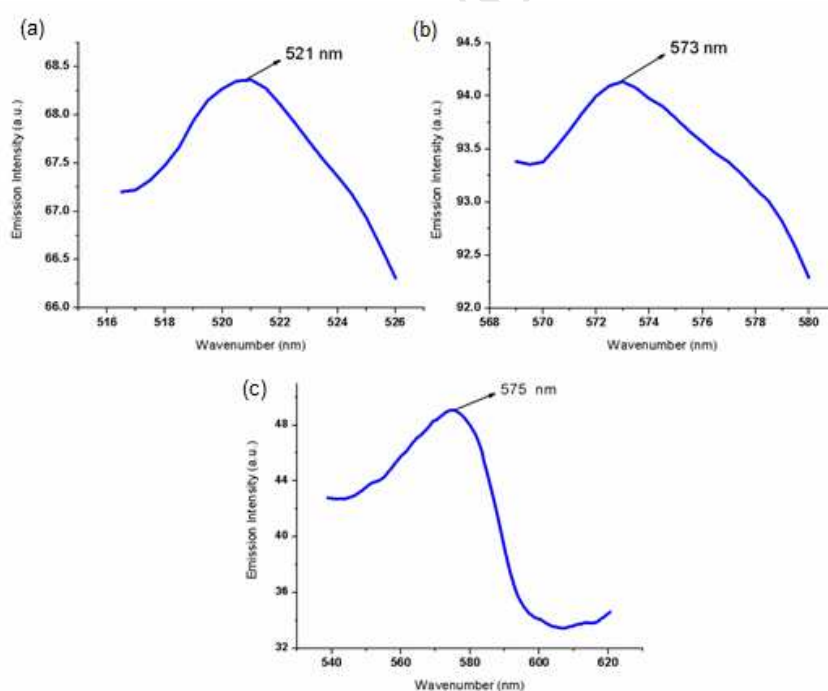 (a)
521 nm
68.5
68.0
67.5
67.0
66.5
66.0
Emission Intensity (a.u.)
516 518 520 522 524 526
Wavenumber (nm)
(b)
573 nm
94.5
94.0
93.5
93.0
92.5
92.0
Emission Intensity (a.u.)
568 570 572 574 576 578 580
Wavenumber (nm)
(c)
575 nm
48
44
40
36
32
Emission Intensity (a.u.)
540 560 580 600 620
Wavenumber (nm)